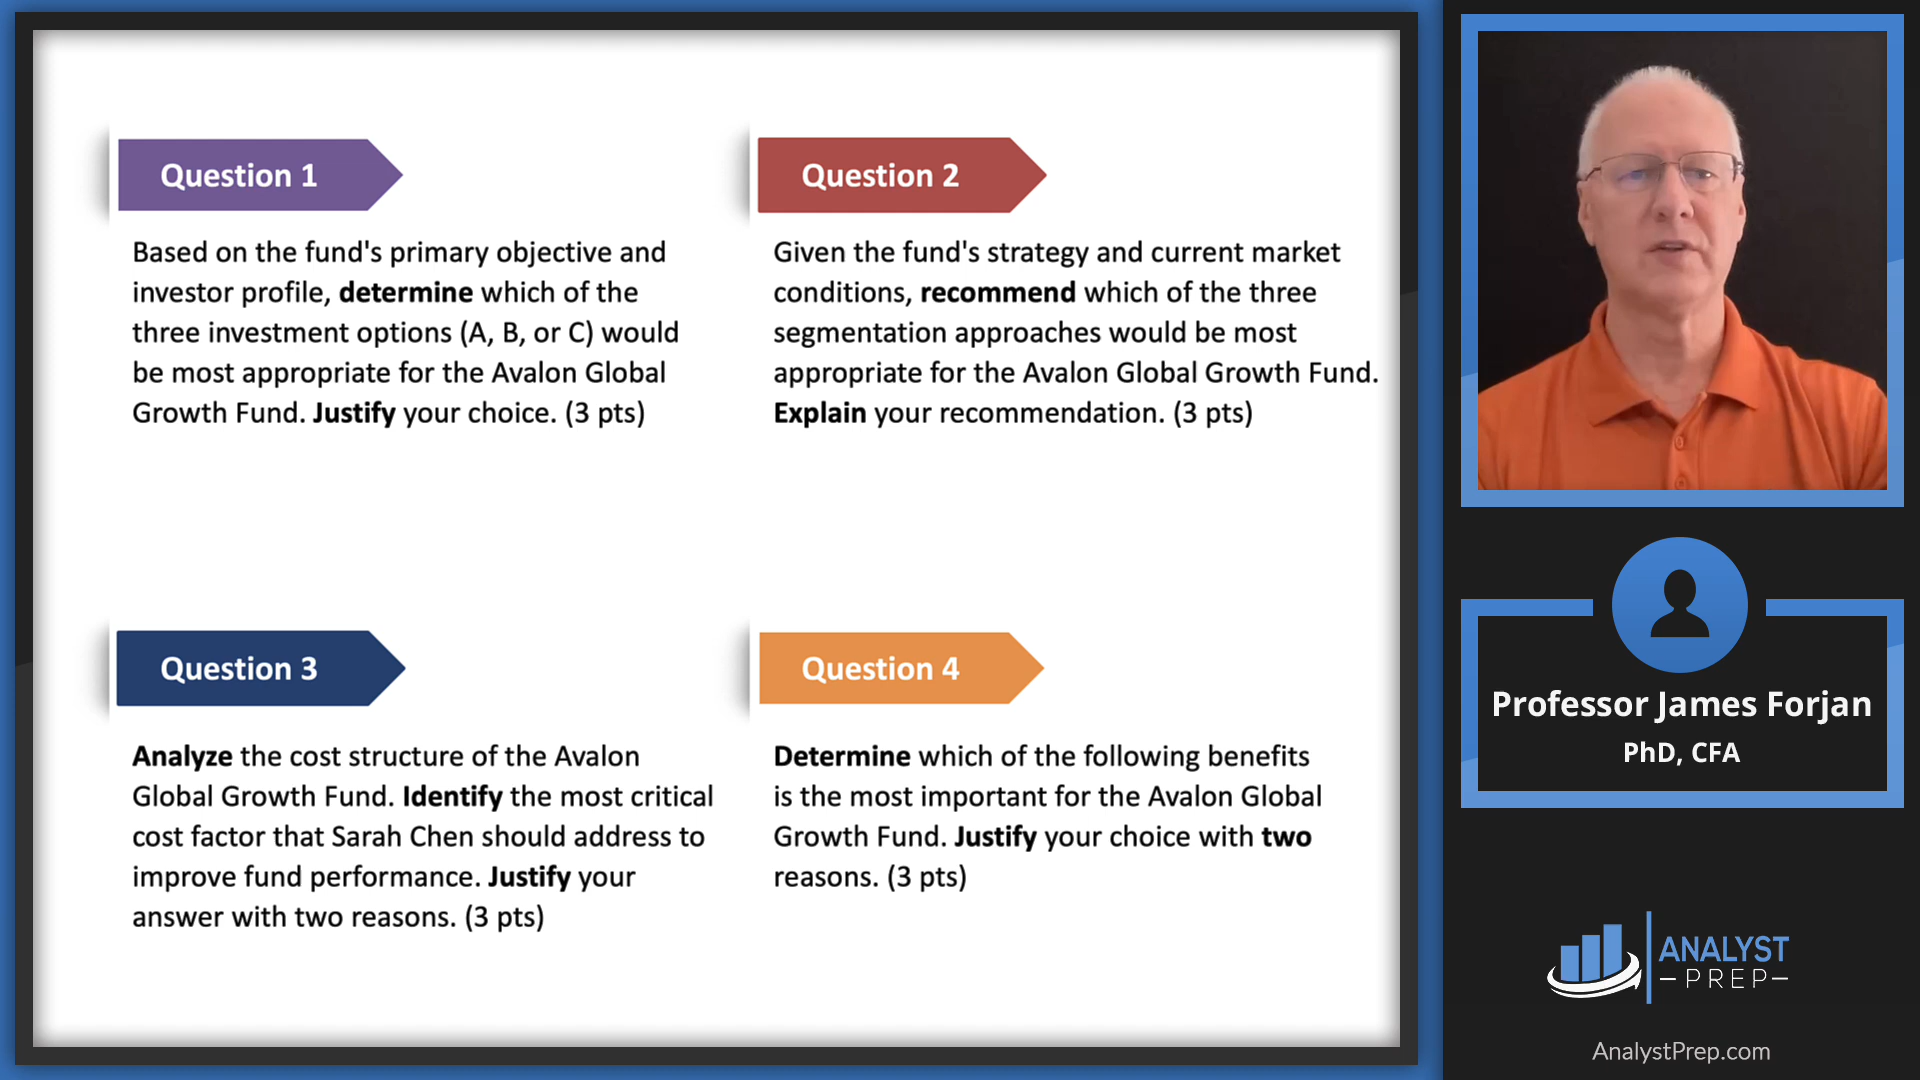 Question 1
Based on the fund's primary objective and
investor profile, determine which of the
three investment options (A, B, or C) would
be most appropriate for the Avalon Global
Growth Fund. Justify your choice. (3 pts)
Question 2
Given the fund's strategy and current market
conditions, recommend which of the three
segmentation approaches would be most
appropriate for the Avalon Global Growth Fund.
Explain your recommendation. (3 pts)
Question 3
Analyze the cost structure of the Avalon
Global Growth Fund. Identify the most critical
cost factor that Sarah Chen should address to
improve fund performance. Justify your
answer with two reasons. (3 pts)
Question 4
Determine which of the following benefits
is the most important for the Avalon Global
Growth Fund. Justify your choice with two
reasons. (3 pts)
Professor James Forjan
PhD, CFA
ANALYST
PREP
AnalystPrep.com